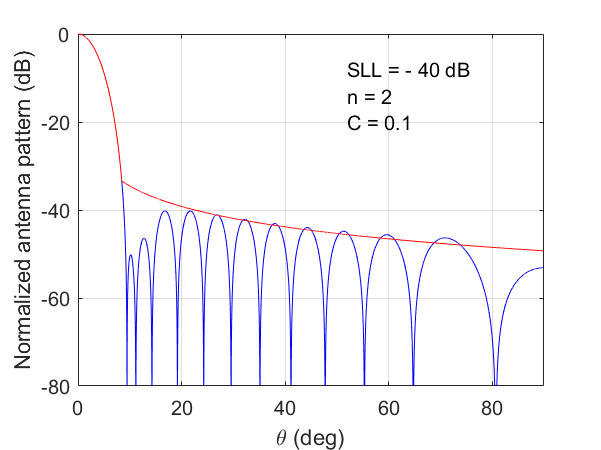 SLL = - 40 dB
n = 2
C = 0.1
Normalized antenna pattern (dB)
0
-20
-40
-60
-80
0 20 40 60 80
θ (deg)